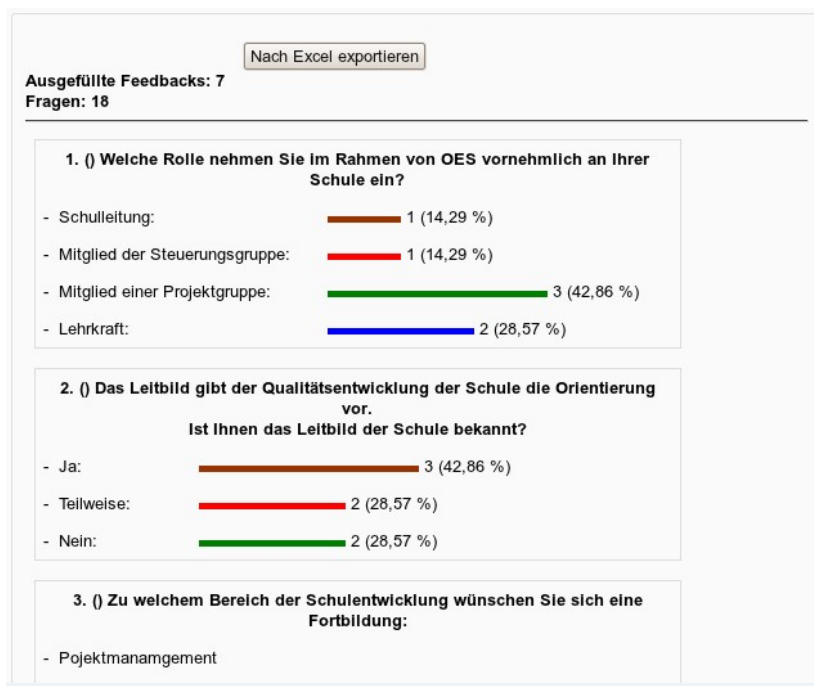 Nach Excel exportieren
Ausgefüllte Feedbacks: 7
Fragen: 18
1. () Welche Rolle nehmen Sie im Rahmen von OES vornehmlich an Ihrer
Schule ein?
- Schulleitung: 1 (14,29 %)
- Mitglied der Steuerungsgruppe: 1 (14,29 %)
- Mitglied einer Projektgruppe: 3 (42,86 %)
- Lehrkraft: 2 (28,57 %)
2. () Das Leitbild gibt der Qualitätsentwicklung der Schule die Orientierung
vor.
Ist Ihnen das Leitbild der Schule bekannt?
- Ja: 3 (42,86 %)
- Teilweise: 2 (28,57 %)
- Nein: 2 (28,57 %)
3. () Zu welchem Bereich der Schulentwicklung wünschen Sie sich eine
Fortbildung:
- Pojektmanamgement